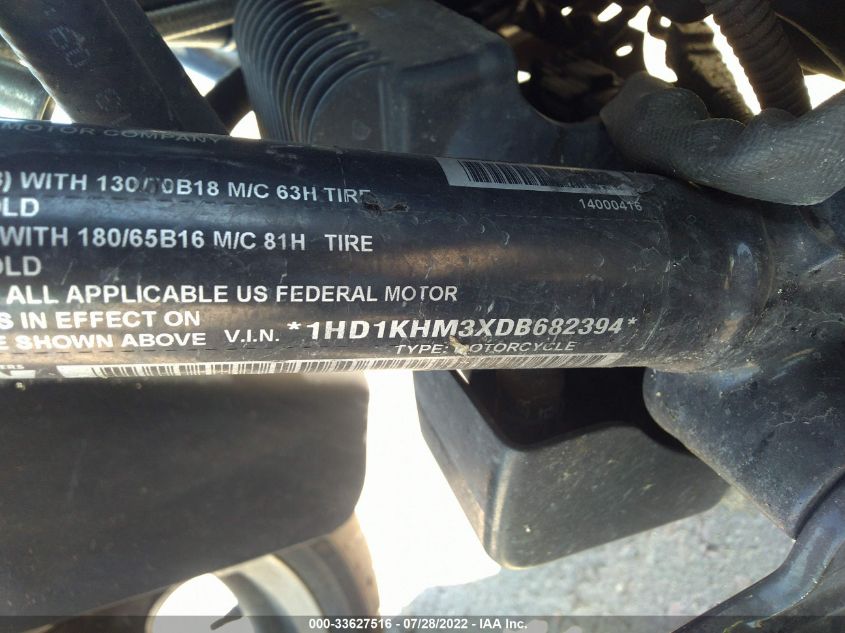 MOTOR COMPANY
) WITH 130/70B18 M/C 63H TIRE
OLD
14000416
WITH 180/65B16 M/C 81H TIRE
OLD
ALL APPLICABLE US FEDERAL MOTOR
S IN EFFECT ON
E SHOWN ABOVE V.I.N. *1HD1KHM3XDB682394*
TYPE: MOTORCYCLE
000-33627516 - 07/28/2022 - IAA Inc.